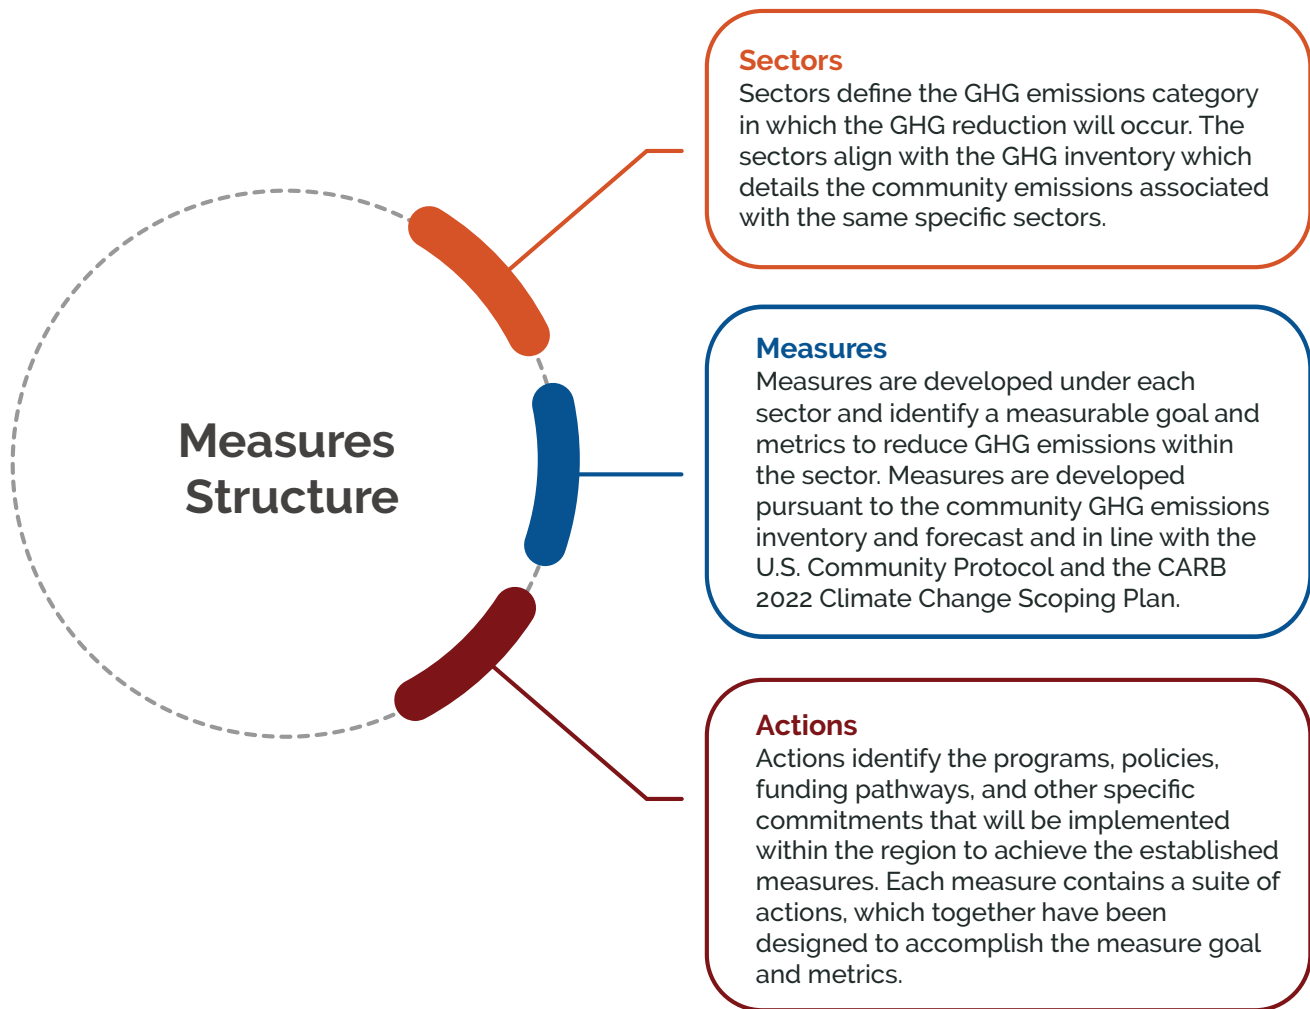 Measures
Structure
Sectors
Sectors define the GHG emissions category
in which the GHG reduction will occur. The
sectors align with the GHG inventory which
details the community emissions associated
with the same specific sectors.
Measures
Measures are developed under each
sector and identify a measurable goal and
metrics to reduce GHG emissions within
the sector. Measures are developed
pursuant to the community GHG emissions
inventory and forecast and in line with the
U.S. Community Protocol and the CARB
2022 Climate Change Scoping Plan.
Actions
Actions identify the programs, policies,
funding pathways, and other specific
commitments that will be implemented
within the region to achieve the established
measures. Each measure contains a suite of
actions, which together have been
designed to accomplish the measure goal
and metrics.